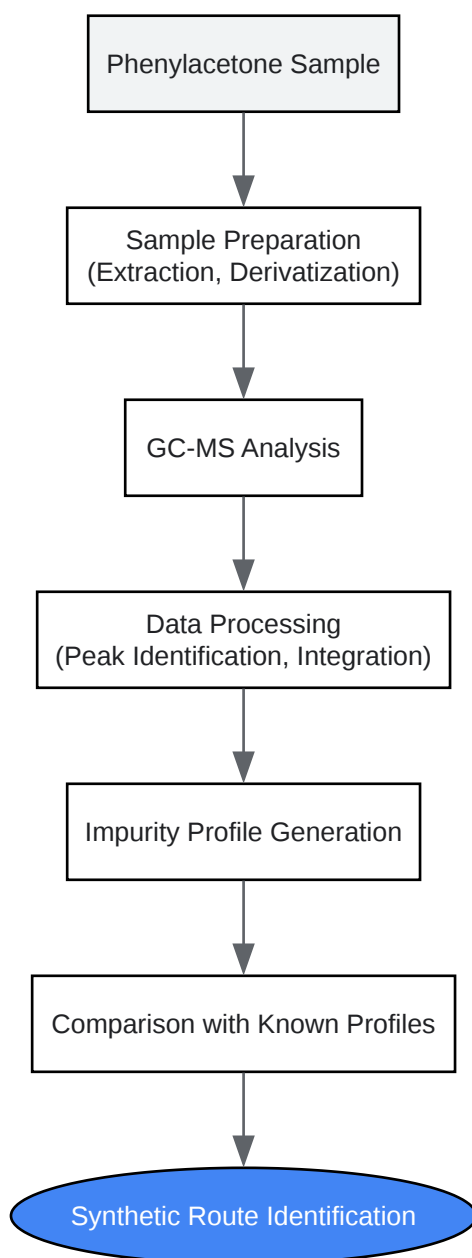 Phenylacetone Sample
Sample Preparation
(Extraction, Derivatization)
GC-MS Analysis
Data Processing
(Peak Identification, Integration)
Impurity Profile Generation
Comparison with Known Profiles
Synthetic Route Identification